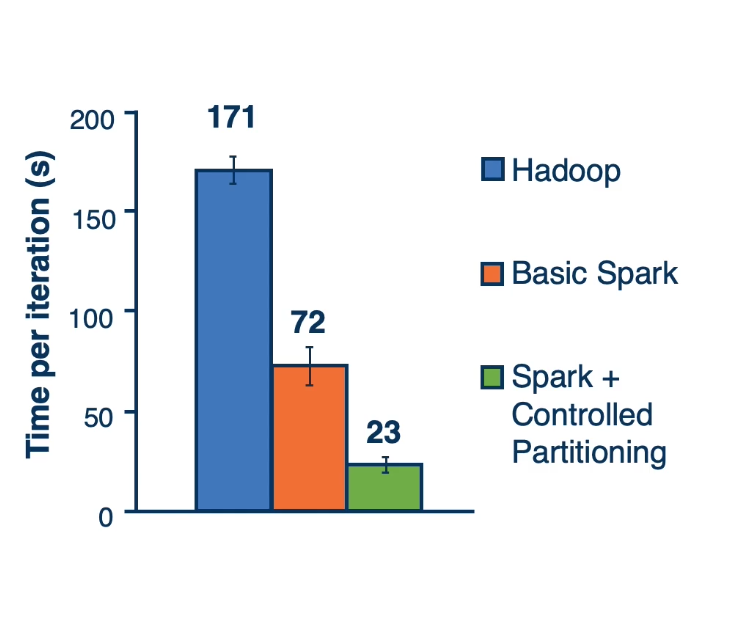 Time per iteration (s)
200
150
100
50
0
171
72
23
Hadoop
Basic Spark
Spark +
Controlled
Partitioning